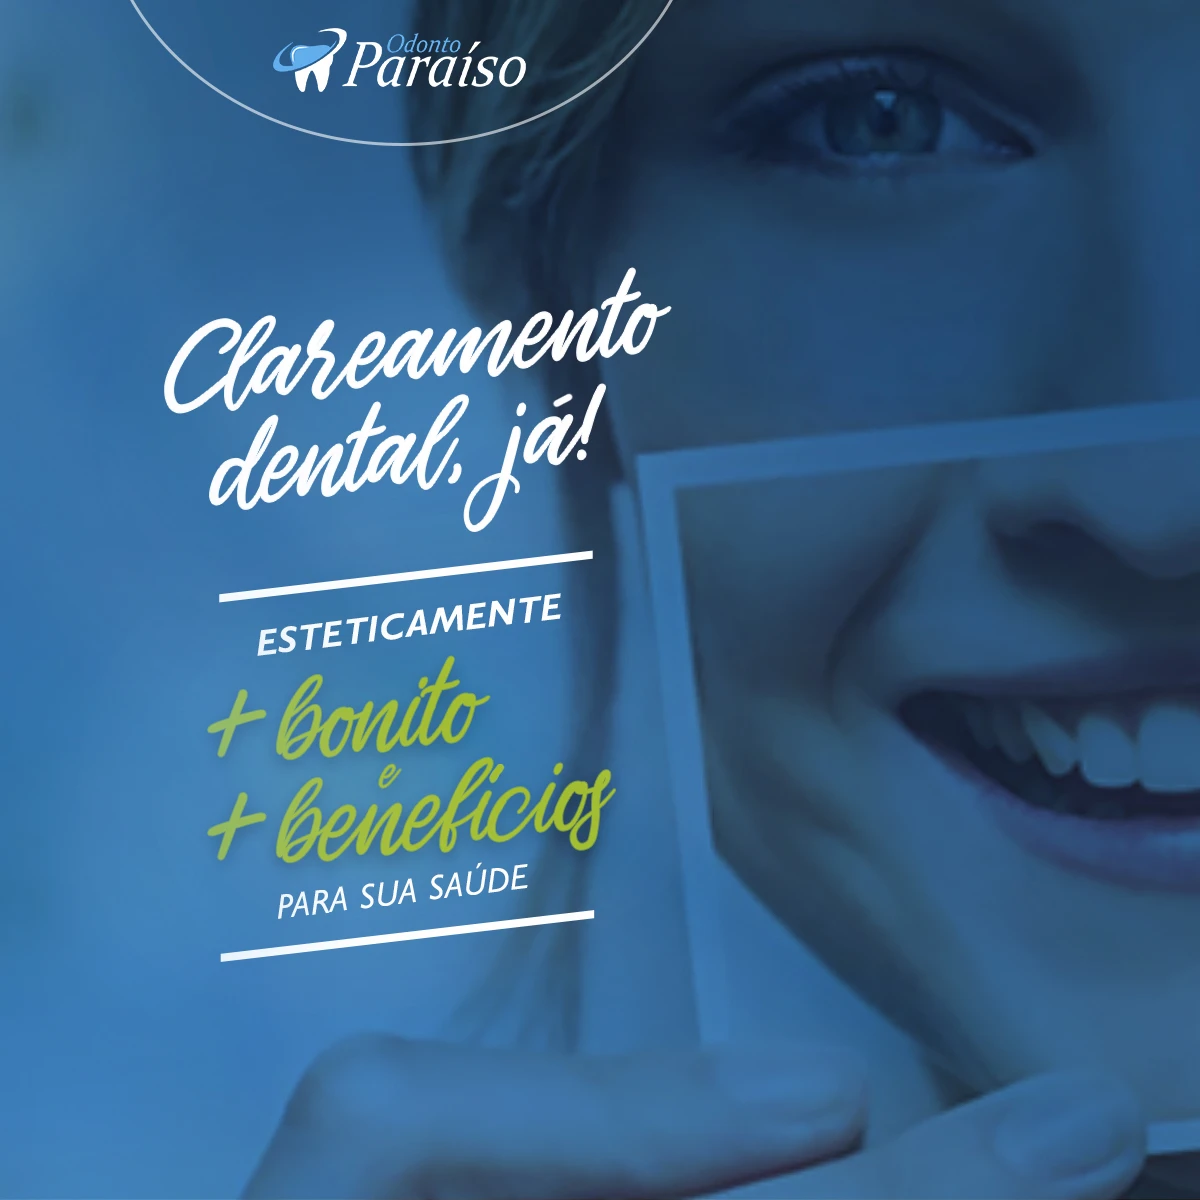 Odonto
Paraíso
Clareamento
dental, já!
ESTETICAMENTE
+ bonito
e
+ benefícios
PARA SUA SAÚDE